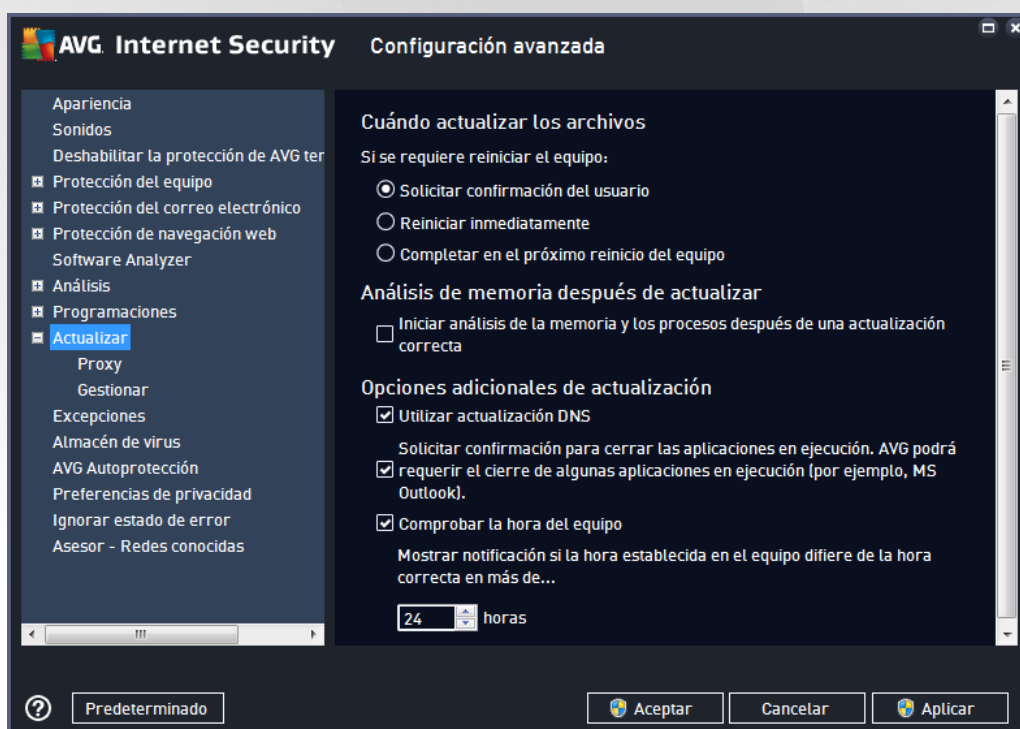 AVG. Internet Security
Configuración avanzada
Apariencia
Sonidos
Deshabilitar la protección de AVG ter
Protección del equipo
Protección del correo electrónico
Protección de navegación web
Software Analyzer
Análisis
Programaciones
Actualizar
Proxy
Gestionar
Excepciones
Almacén de virus
AVG Autoprotección
Preferencias de privacidad
Ignorar estado de error
Asesor - Redes conocidas
Cuándo actualizar los archivos
Si se requiere reiniciar el equipo:
Solicitar confirmación del usuario
Reiniciar inmediatamente
Completar en el próximo reinicio del equipo
Análisis de memoria después de actualizar
Iniciar análisis de la memoria y los procesos después de una actualización
correcta
Opciones adicionales de actualización
Utilizar actualización DNS
Solicitar confirmación para cerrar las aplicaciones en ejecución. AVG podrá
requerir el cierre de algunas aplicaciones en ejecución (por ejemplo, MS
Outlook).
Comprobar la hora del equipo
Mostrar notificación si la hora establecida en el equipo difiere de la hora
correcta en más de...
24 horas
Predeterminado
Aceptar
Cancelar
Aplicar